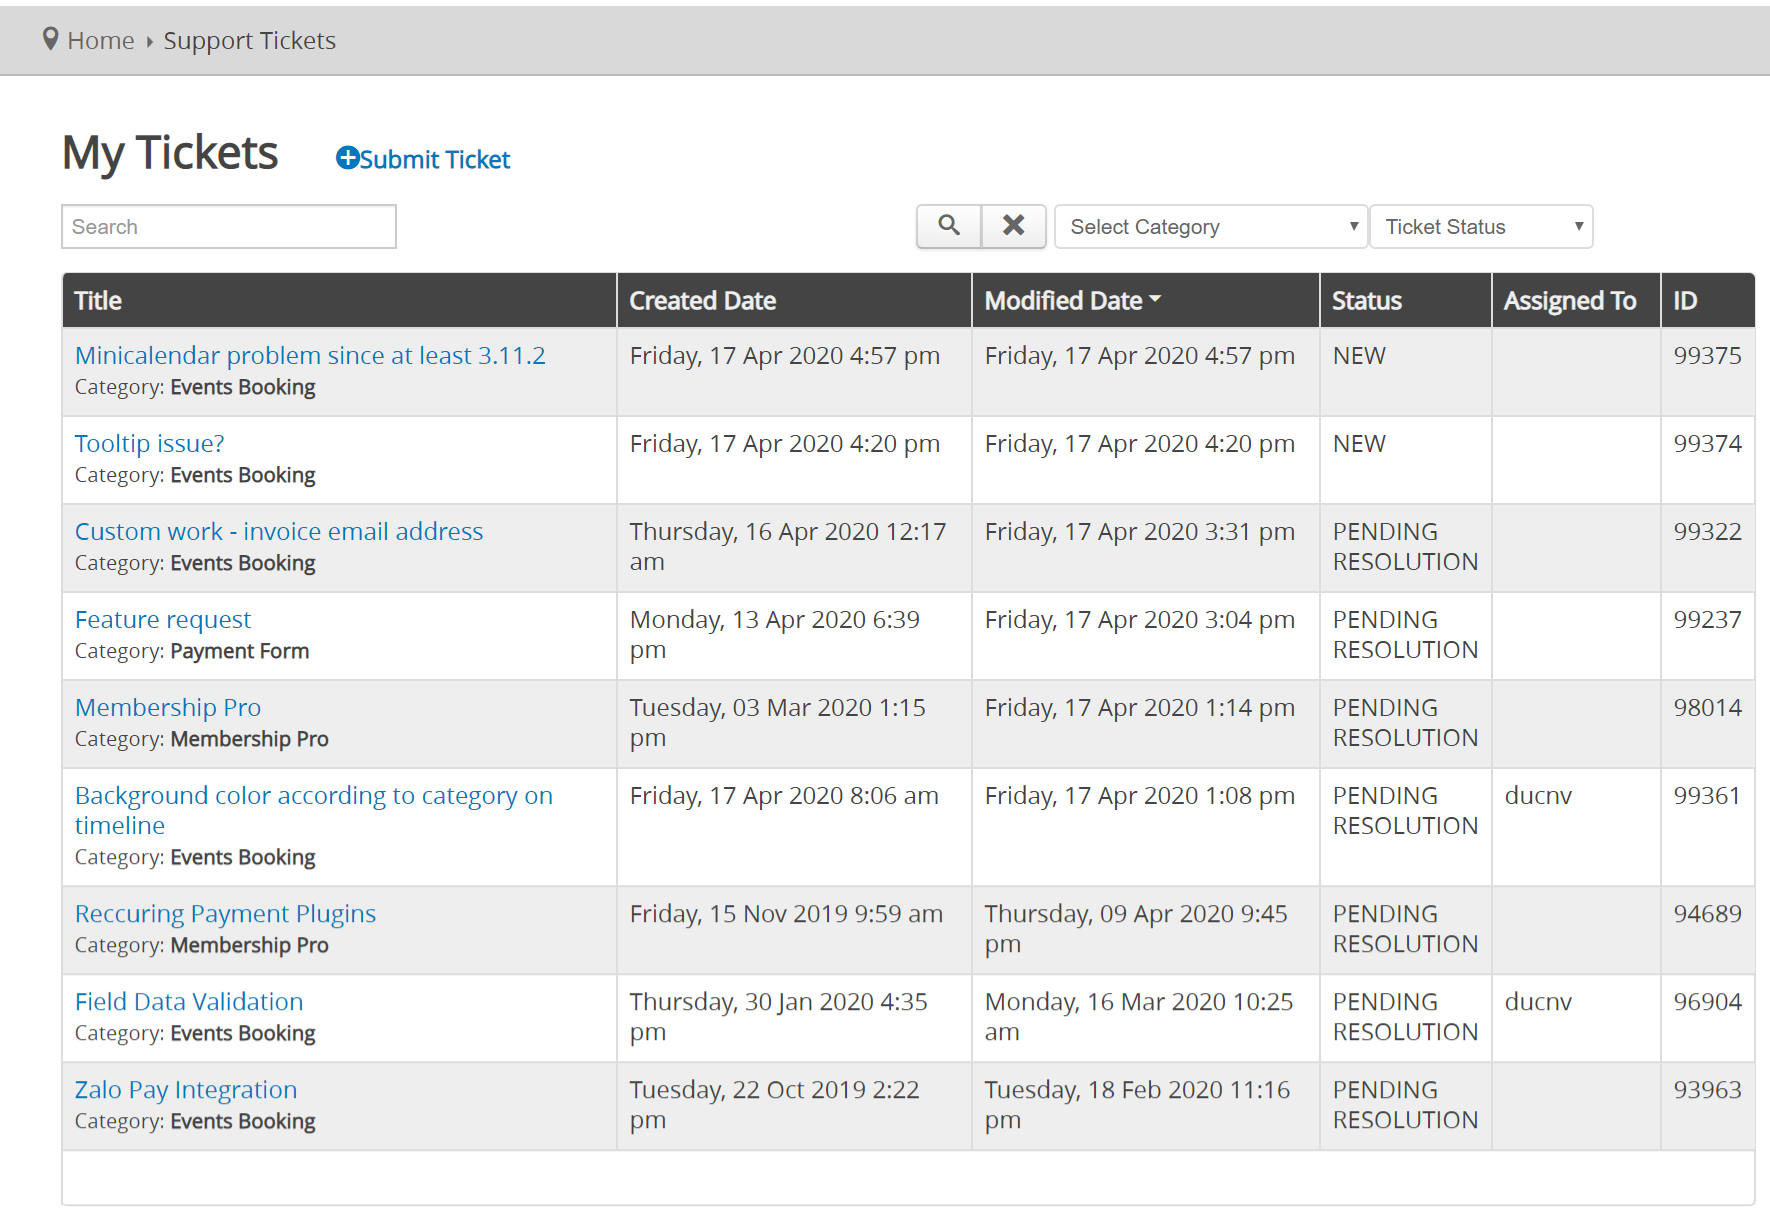 Home Support Tickets
My Tickets Submit Ticket
Search Select Category Ticket Status
Title Created Date Modified Date Status Assigned To ID
Minicalendar problem since at least 3.11.2 Friday, 17 Apr 2020 4:57 pm Friday, 17 Apr 2020 4:57 pm NEW 99375
Category: Events Booking
Tooltip issue? Friday, 17 Apr 2020 4:20 pm Friday, 17 Apr 2020 4:20 pm NEW 99374
Category: Events Booking
Custom work - invoice email address Thursday, 16 Apr 2020 12:17 Friday, 17 Apr 2020 3:31 pm PENDING 99322
Category: Events Booking am RESOLUTION
Feature request Monday, 13 Apr 2020 6:39 Friday, 17 Apr 2020 3:04 pm PENDING 99237
Category: Payment Form pm RESOLUTION
Membership Pro Tuesday, 03 Mar 2020 1:15 Friday, 17 Apr 2020 1:14 pm PENDING 98014
Category: Membership Pro pm RESOLUTION
Background color according to category on Friday, 17 Apr 2020 8:06 am Friday, 17 Apr 2020 1:08 pm PENDING ducnv 99361
timeline RESOLUTION
Category: Events Booking
Reccuring Payment Plugins Friday, 15 Nov 2019 9:59 am Thursday, 09 Apr 2020 9:45 PENDING 94689
Category: Membership Pro pm RESOLUTION
Field Data Validation Thursday, 30 Jan 2020 4:35 Monday, 16 Mar 2020 10:25 PENDING ducnv 96904
Category: Events Booking pm am RESOLUTION
Zalo Pay Integration Tuesday, 22 Oct 2019 2:22 Tuesday, 18 Feb 2020 11:16 PENDING 93963
Category: Events Booking pm pm RESOLUTION